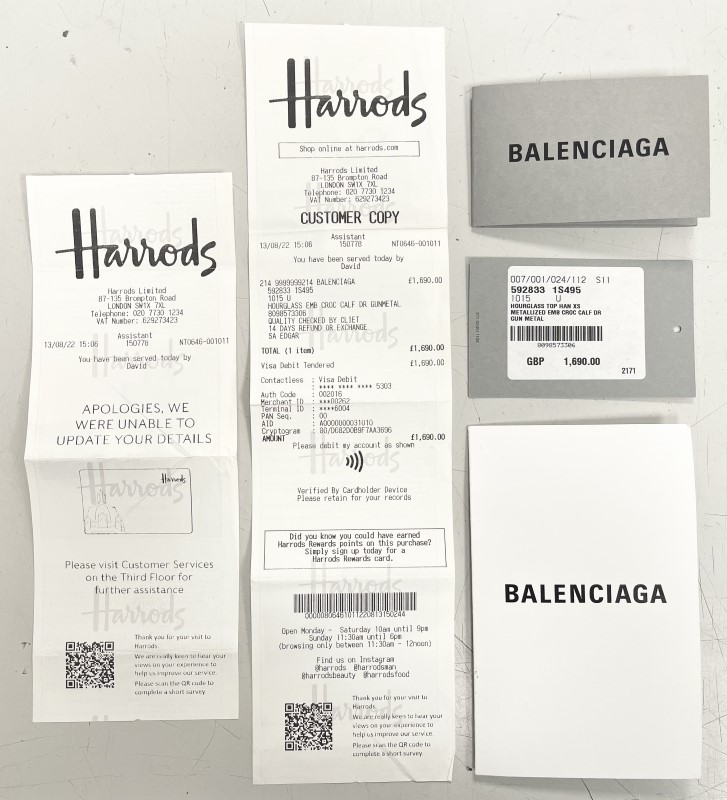 Harrods
Harrods Limited
87-135 Brompton Road
LONDON SW1X 7XL
Telephone: 020 7730 1234
VAT Number: 629273423
Assistant
13/08/22 15:06 150778 NT0646-001011
You have been served today by
David
APOLOGIES, WE
WERE UNABLE TO
UPDATE YOUR DETAILS
Harrods
Harrods
Please visit Customer Services
on the Third Floor for
further assistance
Harrods
Thank you for your visit to
Harrods.
We are really keen to hear your
views on your experience to
help us improve our service.
Please scan the QR code to
complete a short survey.
Harrods
Shop online at harrods.com
Harrods Limited
87-135 Brompton Road
LONDON SW1X 7XL
Telephone: 020 7730 1234
VAT Number: 629273423
CUSTOMER COPY
Assistant
13/08/22 15:06 150778 NT0646-001011
You have been served today by
David
214 9999999214 BALENCIAGA £1,690.00
592833 1S495
1015 U
HOURGLASS EMB CROC CALF DR GUNMETAL
8098573306
QUALITY CHECKED BY CLIET
14 DAYS REFUND OR EXCHANGE
SA EDGAR
TOTAL (1 item) £1,690.00
Visa Debit Tendered £1,690.00
Contactless : Visa Debit
: **** **** **** 5303
Auth Code : 002016
Merchant ID : ***00262
Terminal ID : ****6004
PAN Seq. : 00
AID : A0000000031010
Cryptogram : 80/D682D0B9F7AA3696
AMOUNT £1,690.00
Please debit my account as shown
Verified By Cardholder Device
Please retain for your records
Did you know you could have earned
Harrods Rewards points on this purchase?
Simply sign up today for a
Harrods Rewards card.
Open Monday - Saturday 10am until 9pm
Sunday 11:30am until 6pm
(browsing only between 11:30am - 12noon)
Find us on Instagram
@harrods @harrodsman
@harrodsbeauty @harrodsfood
Thank you for your visit to
Harrods.
We are really keen to hear your
views on your experience to
help us improve our service.
Please scan the QR code to
complete a short survey.
BALENCIAGA
007/001/024/112 S11
592833 1S495
1015 U
HOURGLASS TOP HAN XS
METALLIZED EMB CROC CALF DR
GUN METAL
0098573306
GBP 1,690.00
2171
BALENCIAGA